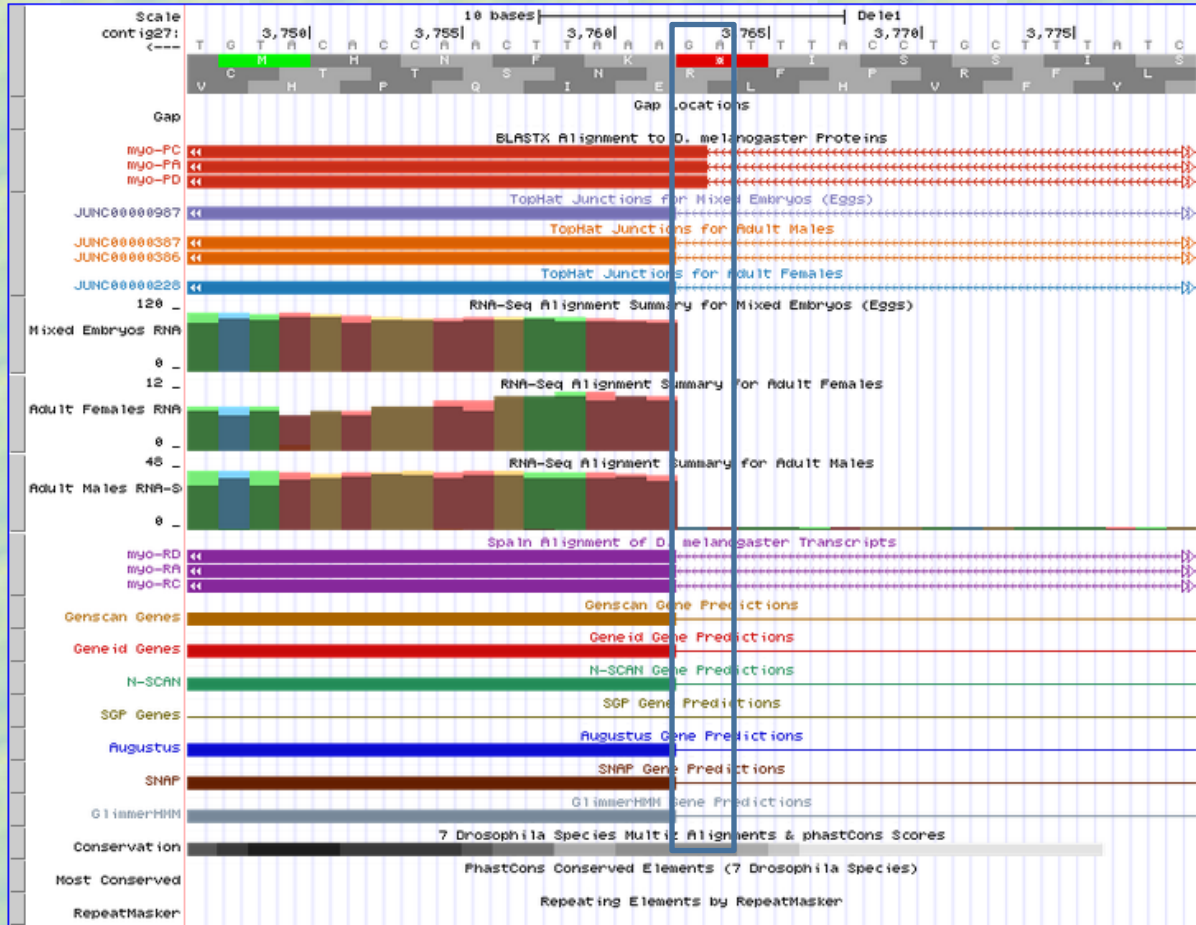 Scale 10 bases Dele1
contig27: 3,750 3,755 3,760 3,765 3,770 3,775
<--- T G T A C A C C A A C T T A A A G A T T T A C C T G C T T T A T C
M H N F K * I S S I S
C T T S N R F P R F L
V H P Q I E L H V F Y
Gap Locations
Gap
BLASTX Alignment to D. melanogaster Proteins
myo-PC
myo-PA
myo-PD
TopHat Junctions for Mixed Embryos (Eggs)
JUNC00000987
TopHat Junctions for Adult Males
JUNC00000387
JUNC00000386
TopHat Junctions for Adult Females
JUNC00000228
RNA-Seq Alignment Summary for Mixed Embryos (Eggs)
120 _
Mixed Embryos RNA
0 _
RNA-Seq Alignment Summary for Adult Females
12 _
Adult Females RNA
0 _
RNA-Seq Alignment Summary for Adult Males
48 _
Adult Males RNA-S
0 _
Spaln Alignment of D. melanogaster Transcripts
myo-RD
myo-RA
myo-RC
Genscan Gene Predictions
Genscan Genes
Geneid Gene Predictions
Geneid Genes
N-SCAN Gene Predictions
N-SCAN
SGP Gene Predictions
SGP Genes
Augustus Gene Predictions
Augustus
SNAP Gene Predictions
SNAP
GlimmerHMM Gene Predictions
GlimmerHMM
7 Drosophila Species Multiz Alignments & phastCons Scores
Conservation
PhastCons Conserved Elements (7 Drosophila Species)
Most Conserved
Repeating Elements by RepeatMasker
RepeatMasker